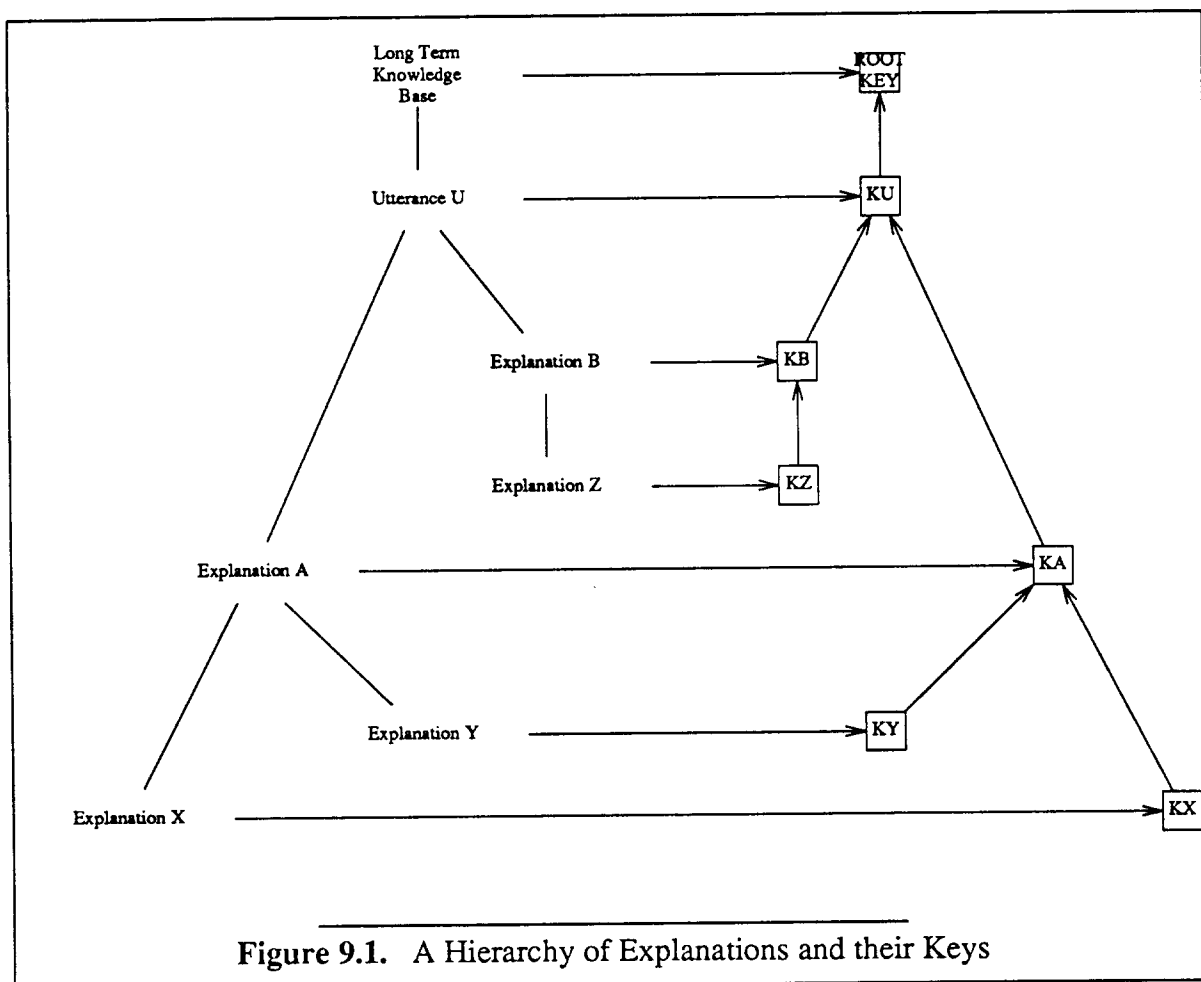 Long Term
Knowledge
Base
ROOT
KEY
Utterance U
KU
Explanation B
KB
Explanation Z
KZ
Explanation A
KA
Explanation Y
KY
Explanation X
KX
Figure 9.1. A Hierarchy of Explanations and their Keys